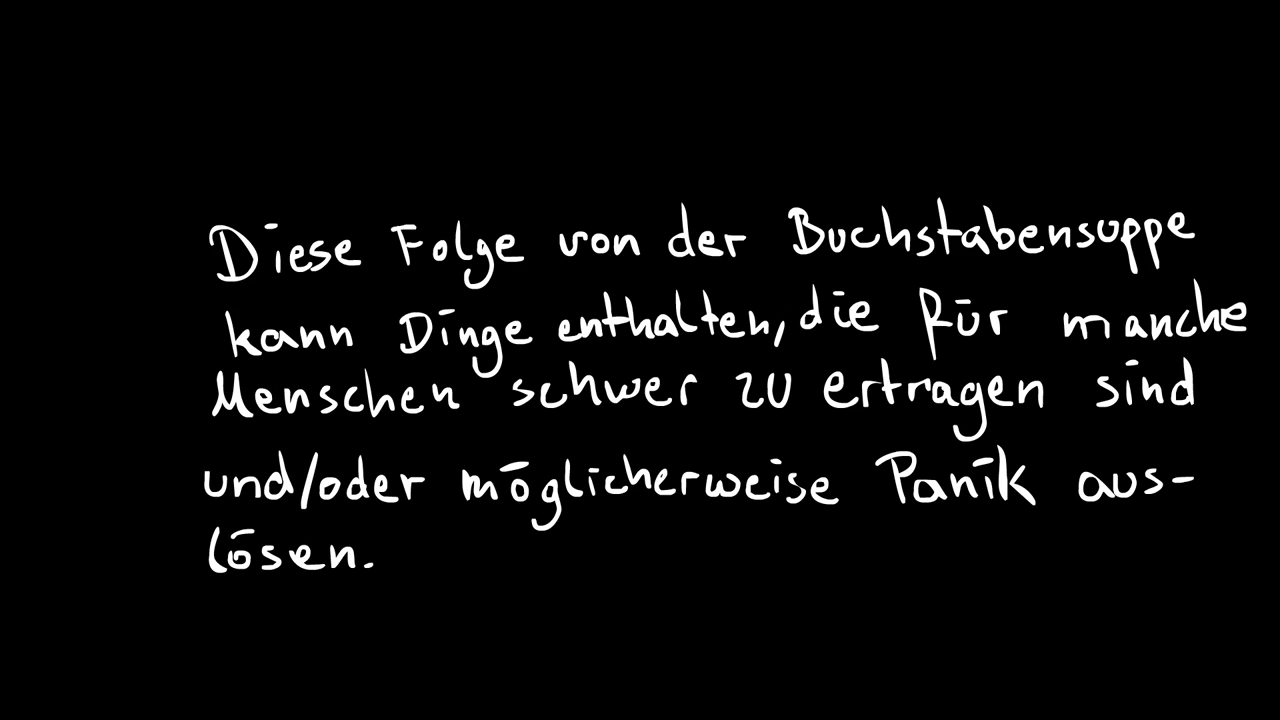 Diese Folge von der Buchstabensuppe
kann Dinge enthalten, die für manche
Menschen schwer zu ertragen sind
und/oder möglicherweise Panik aus-
lösen.